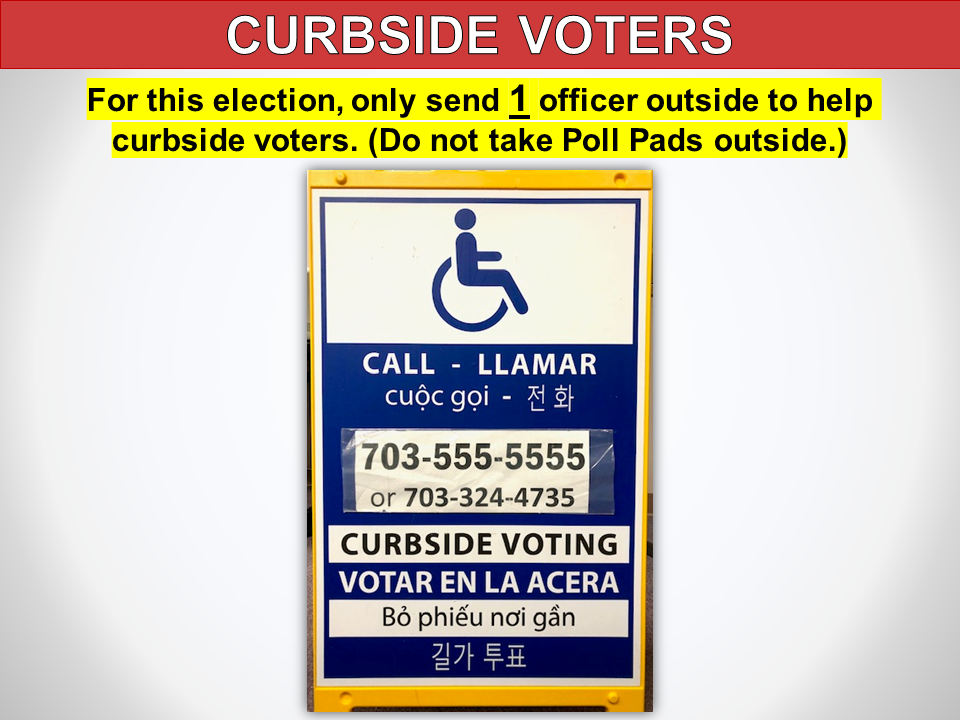 CURBSIDE VOTERS
For this election, only send 1 officer outside to help
curbside voters. (Do not take Poll Pads outside.)
CALL - LLAMAR
cuộc gọi - 전화
703-555-5555
or 703-324-4735
CURBSIDE VOTING
VOTAR EN LA ACERA
Bỏ phiếu nơi gần
길가 투표